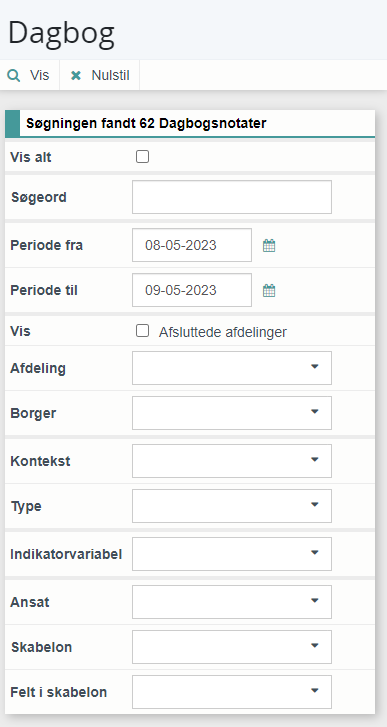 Dagbog
Vis Nulstil
Søgningen fandt 62 Dagbogsnotater
Vis alt
Søgeord
Periode fra 08-05-2023
Periode til 09-05-2023
Vis Afsluttede afdelinger
Afdeling
Borger
Kontekst
Type
Indikatorvariabel
Ansat
Skabelon
Felt i skabelon